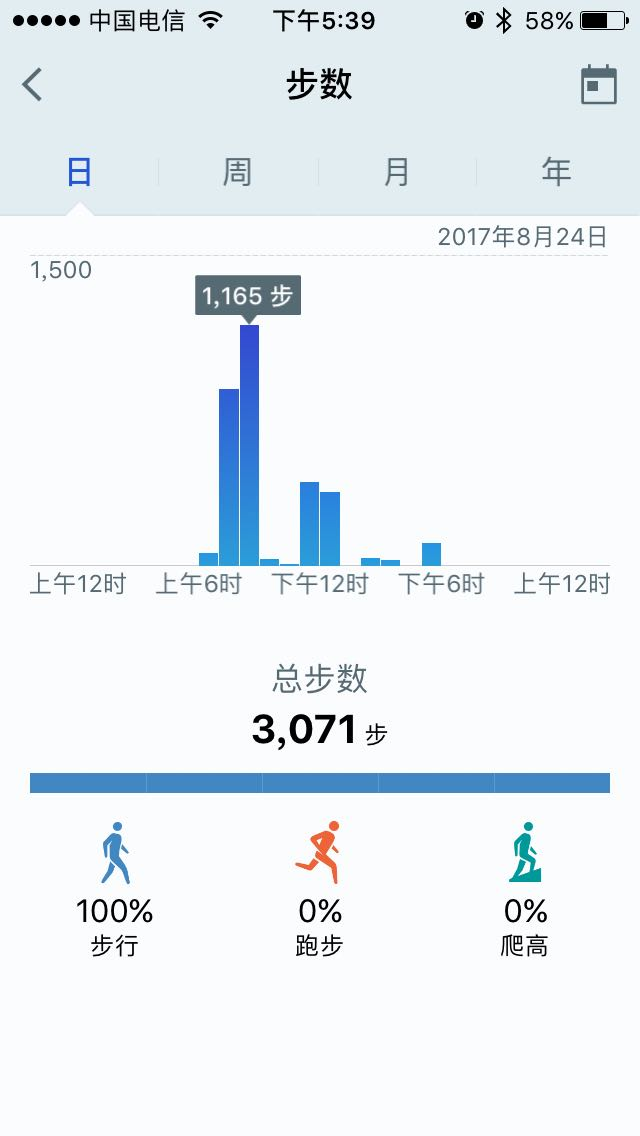 中国电信 下午5:39 58%
步数
日 周 月 年
2017年8月24日
1,500
1,165 步
上午12时 上午6时 下午12时 下午6时 上午12时
总步数
3,071 步
100% 0% 0%
步行 跑步 爬高